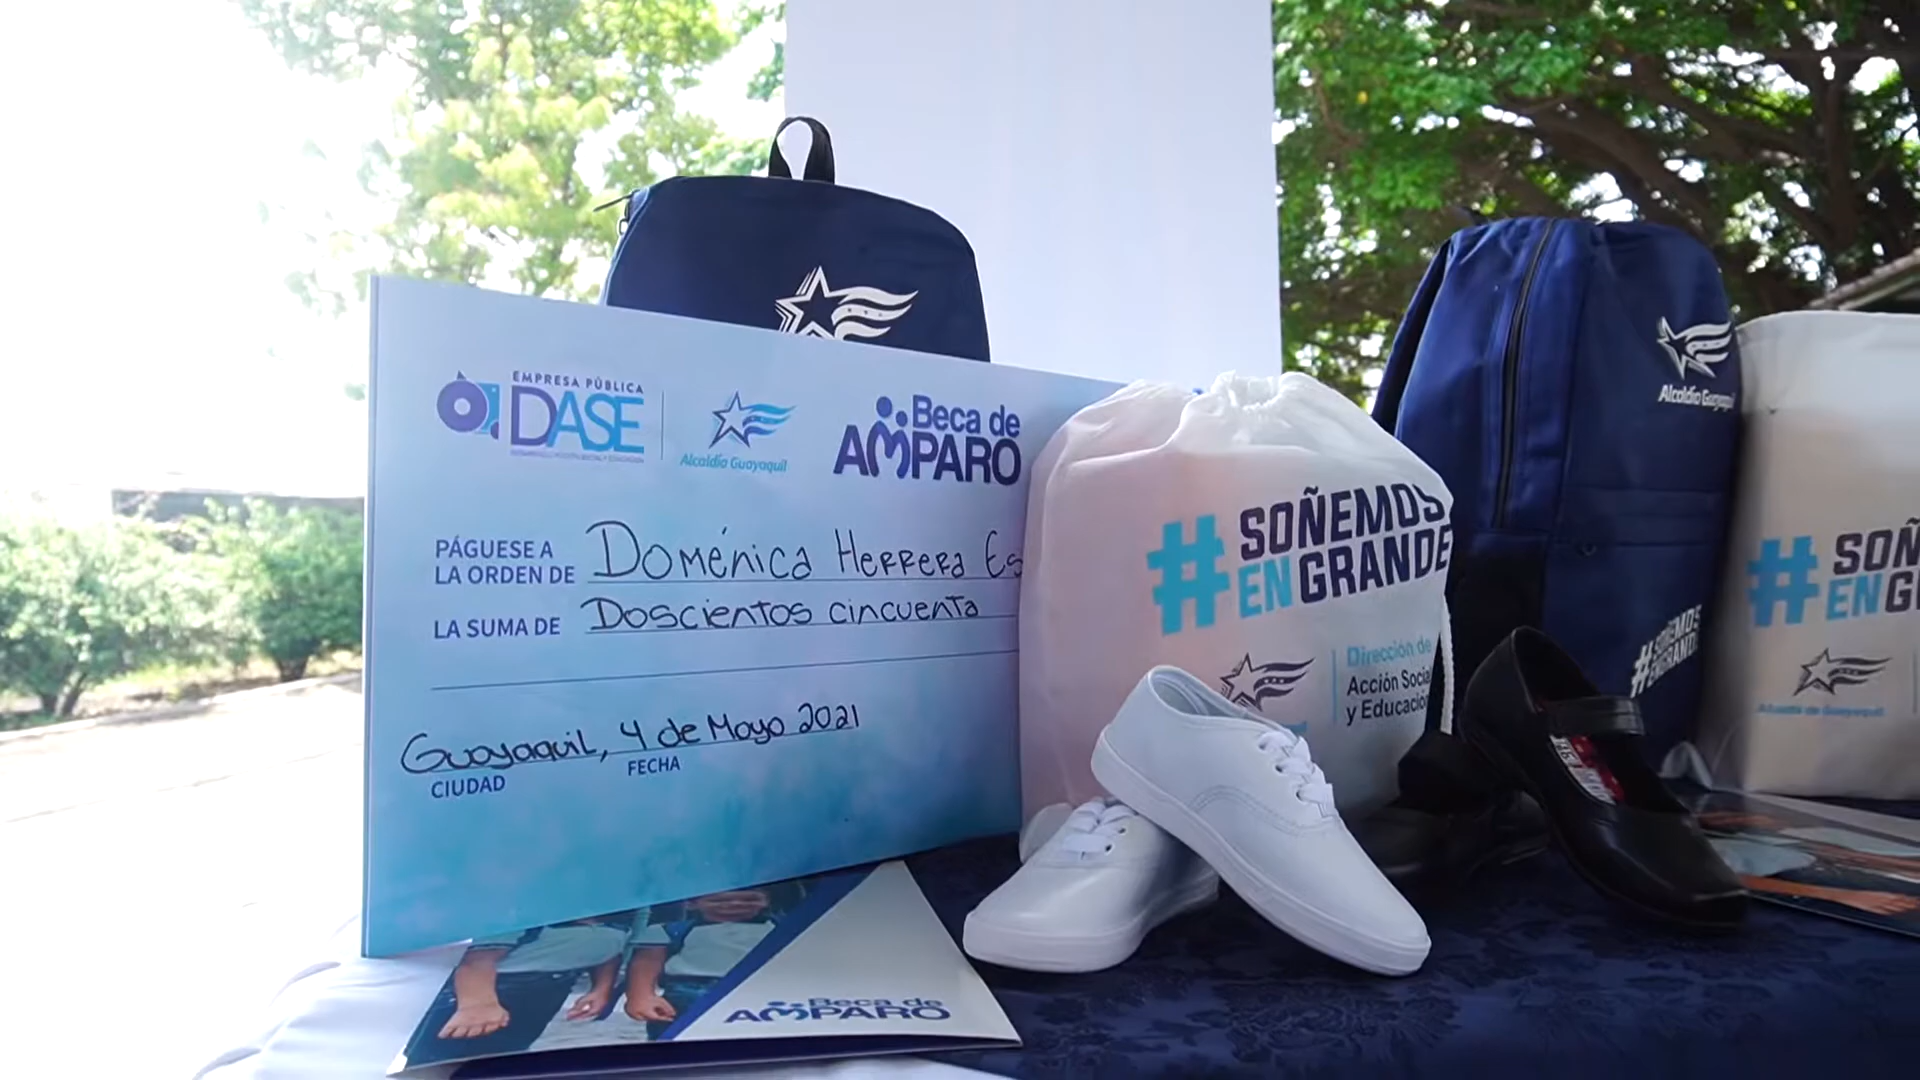 EMPRESA PÚBLICA
DASE
Alcaldía Guayaquil
Beca de
AMPARO
PÁGUESE A
LA ORDEN DE
Doménica Herrera Es
LA SUMA DE
Doscientos cincuenta
Guayaquil, 4 de Mayo 2021
CIUDAD
FECHA
#SOÑEMOS
EN GRANDE
Dirección de
Acción Social
y Educación
Alcaldía Guayaquil
#SOÑEMOS
EN GRANDE
#SOÑ
EN G
Alcaldía de Guayaquil
Beca de
AMPARO